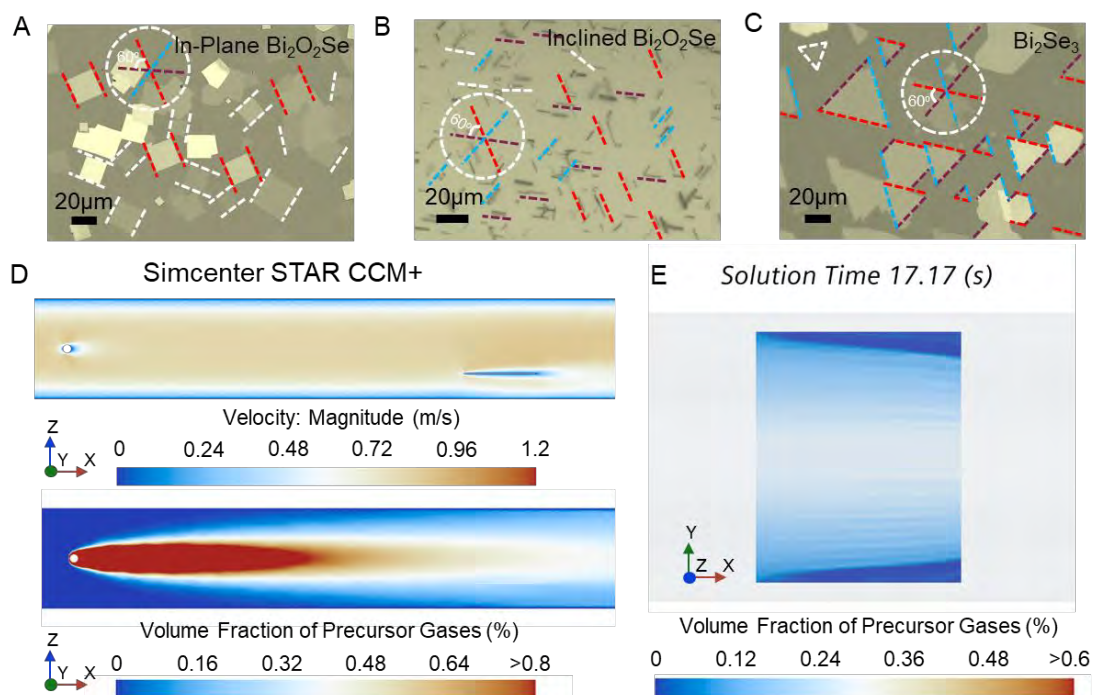 A
In-Plane Bi₂O₂Se
60°
20μm
B
Inclined Bi₂O₂Se
60°
20μm
C
Bi₂Se₃
60°
20μm
D
Simcenter STAR CCM+
Velocity: Magnitude (m/s)
0 0.24 0.48 0.72 0.96 1.2
Z
Y X
Volume Fraction of Precursor Gases (%)
0 0.16 0.32 0.48 0.64 >0.8
Z
Y X
E
Solution Time 17.17 (s)
Y
Z X
Volume Fraction of Precursor Gases (%)
0 0.12 0.24 0.36 0.48 >0.6